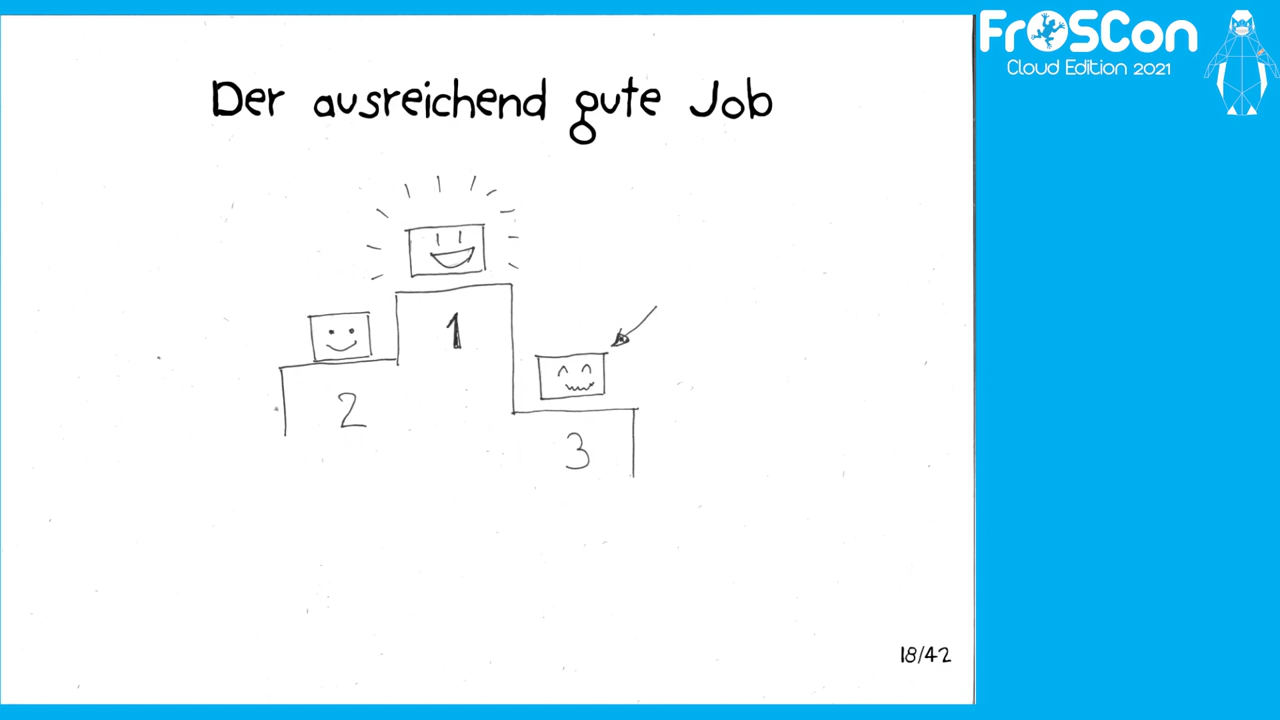 Der ausreichend gute Job
1
2
3
18/42
FrOSCon
Cloud Edition 2021